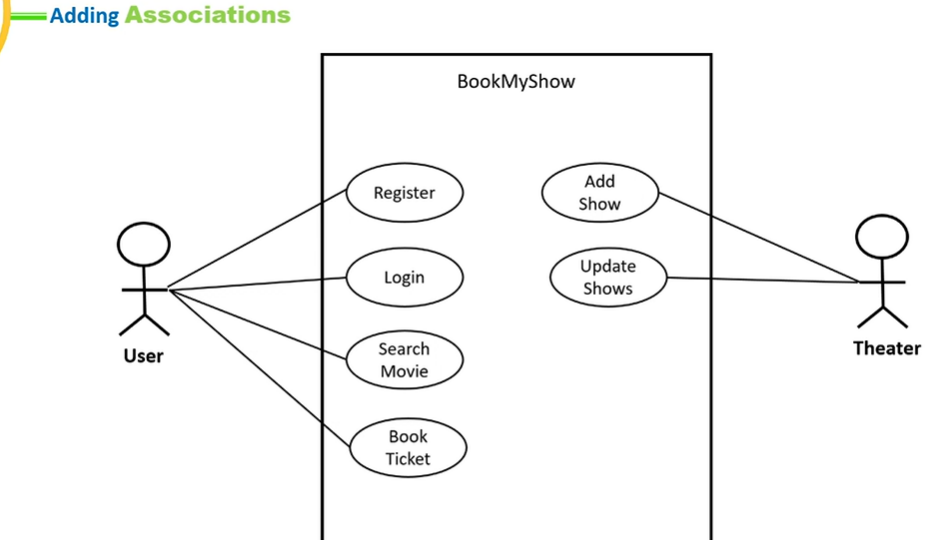 Adding Associations
BookMyShow
Register
Add
Show
Login
Update
Shows
User
Search
Movie
Theater
Book
Ticket